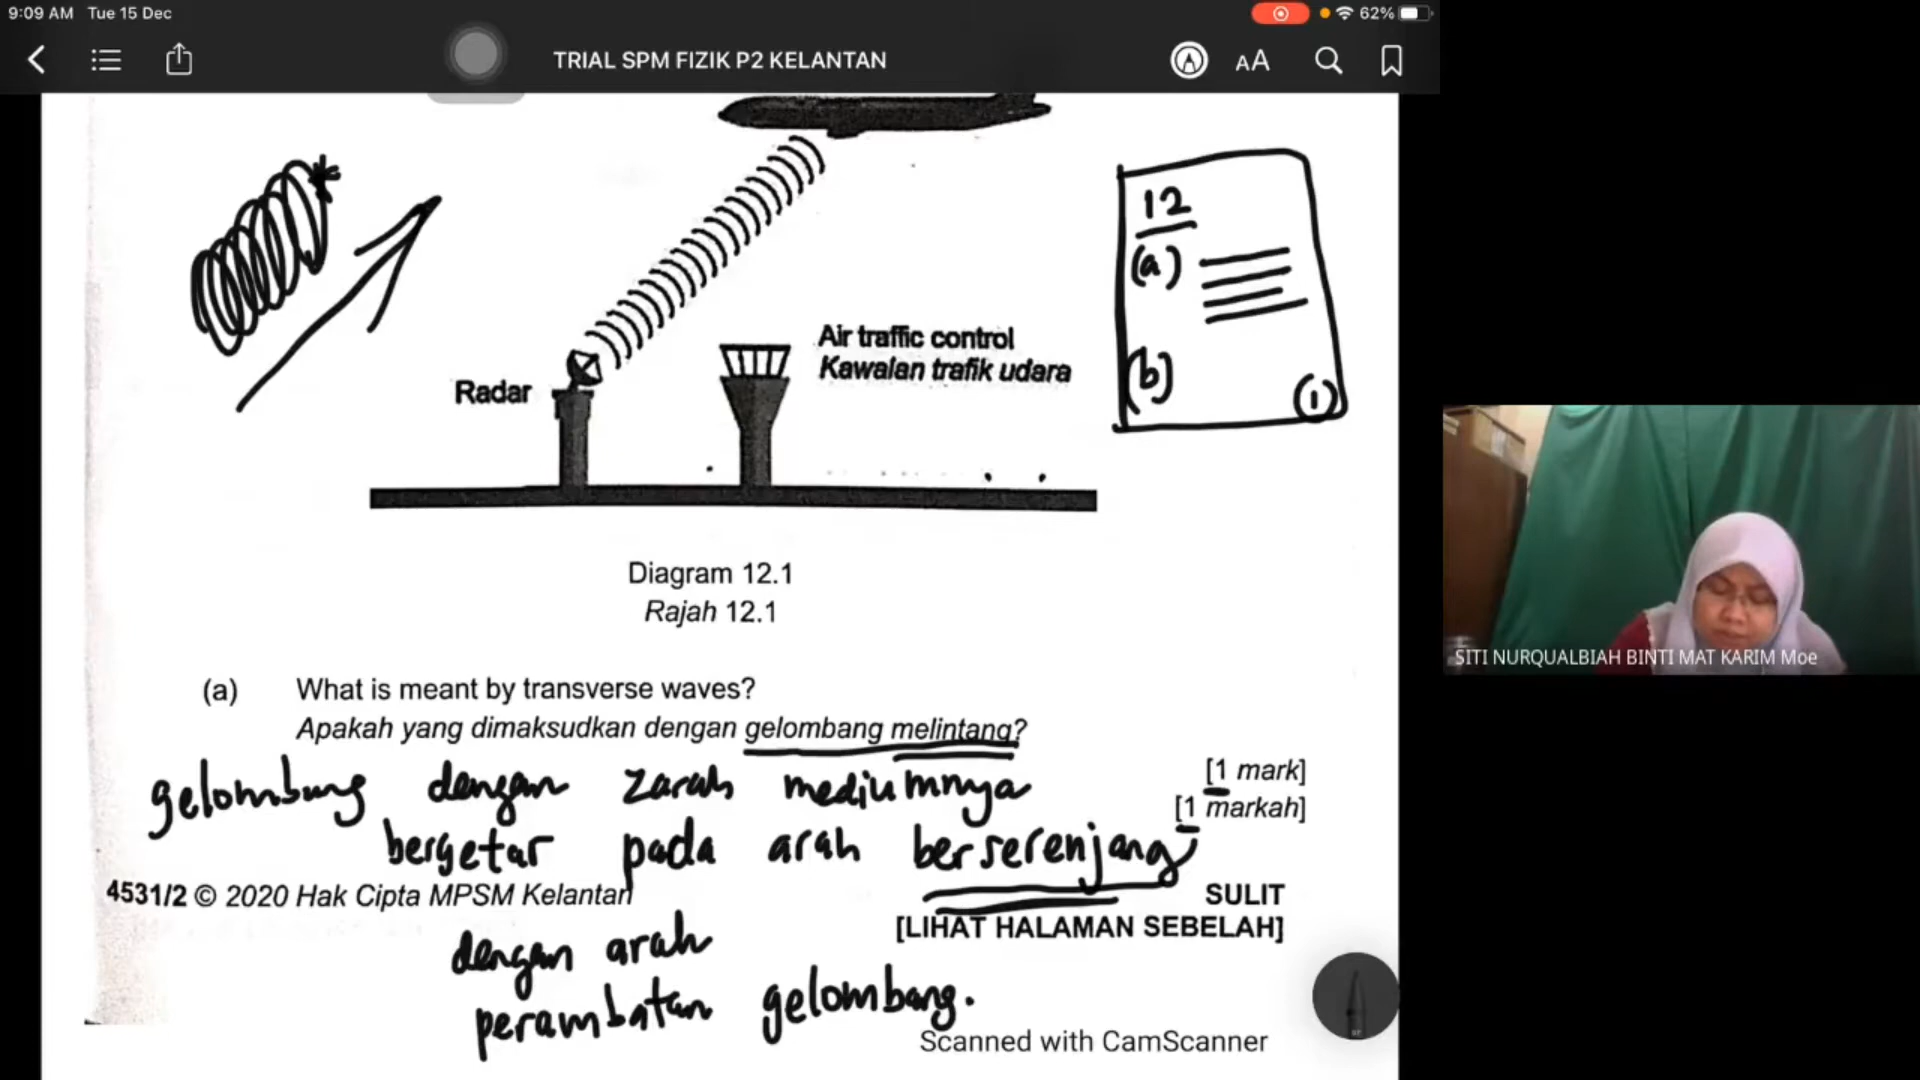 9:09 AM Tue 15 Dec
62%
TRIAL SPM FIZIK P2 KELANTAN
AA
12
(a)
(b)
(1)
Air traffic control
Kawalan trafik udara
Radar
Diagram 12.1
Rajah 12.1
(a) What is meant by transverse waves?
Apakah yang dimaksudkan dengan gelombang melintang?
[1 mark]
[1 markah]
gelombang dengan zarah mediumnya
bergetar pada arah berserenjang
4531/2 © 2020 Hak Cipta MPSM Kelantan
SULIT
[LIHAT HALAMAN SEBELAH]
dengan arah
perambatan gelombang.
Scanned with CamScanner
SITI NURQUALBIAH BINTI MAT KARIM Moe